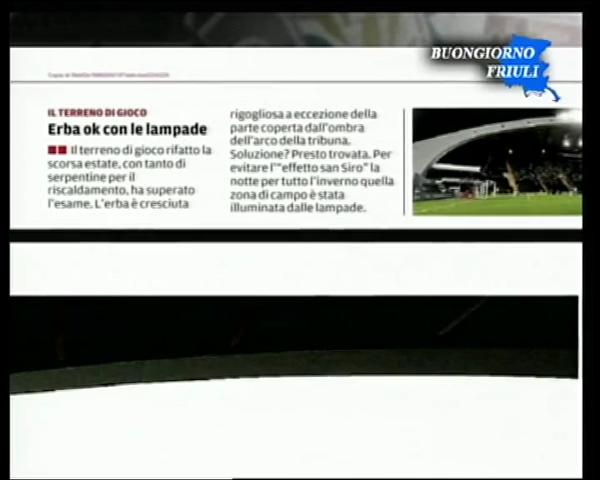 BUONGIORNO
FRIULI
IL TERRENO DI GIOCO
Erba ok con le lampade
Il terreno di gioco rifatto la
scorsa estate, con tanto di
serpentine per il
riscaldamento, ha superato
l'esame. L'erba è cresciuta
rigogliosa a eccezione della
parte coperta dall'ombra
dell'arco della tribuna.
Soluzione? Presto trovata. Per
evitare l'"effetto san Siro" la
notte per tutto l'inverno quella
zona di campo è stata
illuminata dalle lampade.